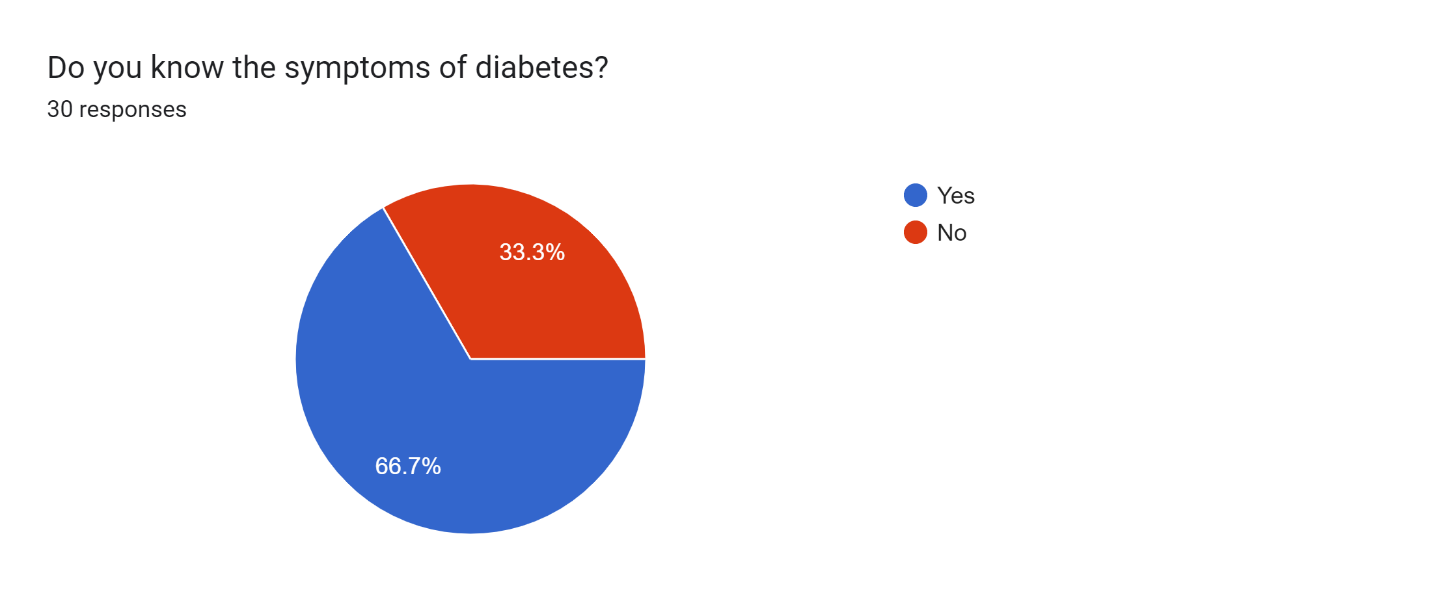 Do you know the symptoms of diabetes?
30 responses
Yes
No
33.3%
66.7%